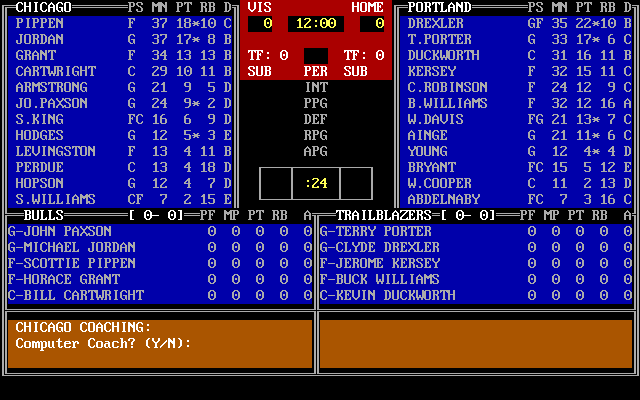 CHICAGO PS MN PT RB D
PIPPEN F 37 18*10 C
JORDAN G 37 17* 8 B
GRANT F 34 13 13 B
CARTWRIGHT C 29 10 11 B
ARMSTRONG G 21 9 5 D
JO.PAXSON G 24 9* 2 D
S.KING FC 16 6 9 D
HODGES G 12 5* 3 E
LEVINGSTON F 13 4 11 B
PERDUE C 13 4 18 D
HOPSON G 12 4 7 D
S.WILLIAMS CF 7 2 15 E
VIS HOME
0 12:00 0
TF: 0 TF: 0
SUB PER SUB
INT
PPG
DEF
RPG
APG
:24
PORTLAND PS MN PT RB D
DREXLER GF 35 22*10 B
T.PORTER G 33 17* 6 C
DUCKWORTH C 31 16 11 B
KERSEY F 32 15 11 C
C.ROBINSON F 24 12 9 C
B.WILLIAMS F 32 12 16 A
W.DAVIS FG 21 13* 7 C
AINGE G 21 11* 6 C
YOUNG G 12 4* 4 D
BRYANT FC 15 5 12 E
W.COOPER C 11 2 13 D
ABDELNABY FC 7 3 16 C
BULLS [ 0- 0] PF MP PT RB A
G-JOHN PAXSON 0 0 0 0 0
G-MICHAEL JORDAN 0 0 0 0 0
F-SCOTTIE PIPPEN 0 0 0 0 0
F-HORACE GRANT 0 0 0 0 0
C-BILL CARTWRIGHT 0 0 0 0 0
TRAILBLAZERS [ 0- 0] PF MP PT RB A
G-TERRY PORTER 0 0 0 0 0
G-CLYDE DREXLER 0 0 0 0 0
F-JEROME KERSEY 0 0 0 0 0
F-BUCK WILLIAMS 0 0 0 0 0
C-KEVIN DUCKWORTH 0 0 0 0 0
CHICAGO COACHING:
Computer Coach? (Y/N):